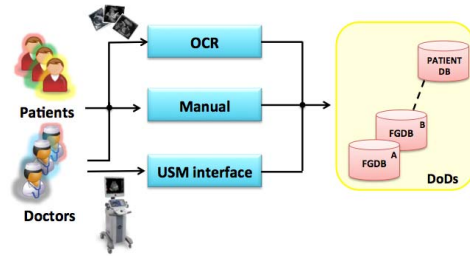 OCR
PATIENT
DB
Patients
Manual
B
FGDB
A
FGDB
USM interface
DoDs
Doctors